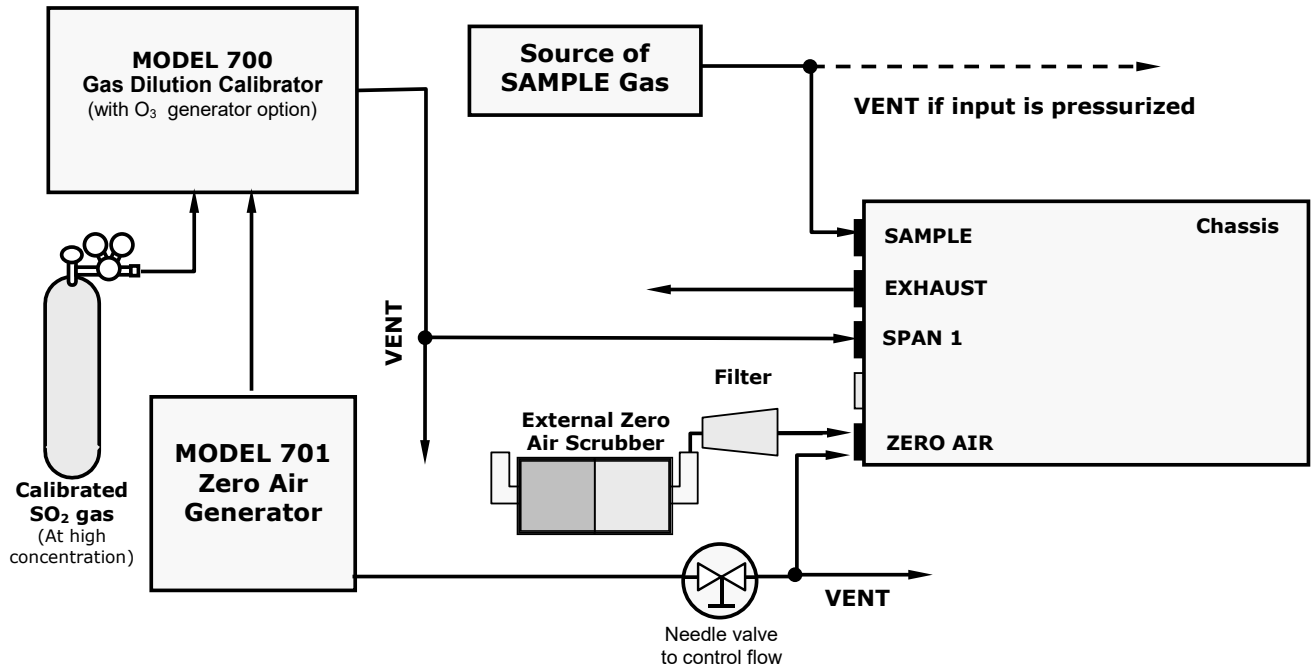 MODEL 700
Gas Dilution Calibrator
(with O₃ generator option)
Source of
SAMPLE Gas
VENT if input is pressurized
Chassis
SAMPLE
EXHAUST
SPAN 1
ZERO AIR
VENT
Filter
External Zero
Air Scrubber
MODEL 701
Zero Air
Generator
Calibrated
SO₂ gas
(At high
concentration)
VENT
Needle valve
to control flow